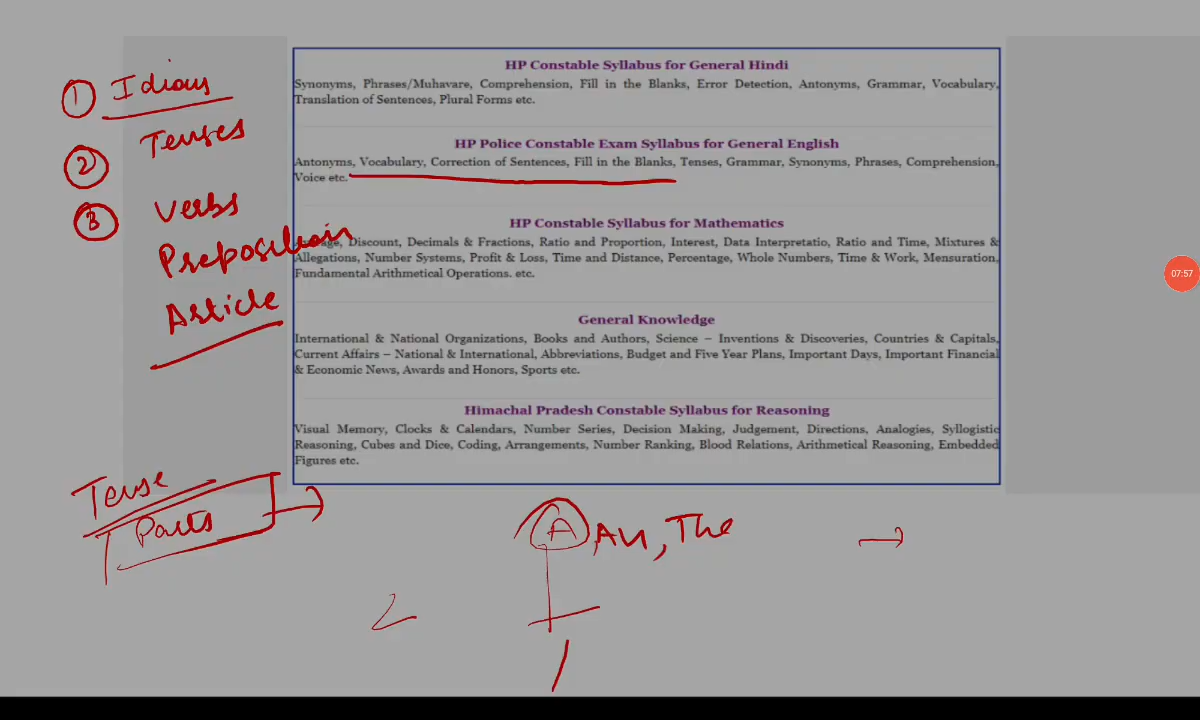 1 Idioms
2 Tenses
3 Verbs
Preposition
Article
HP Constable Syllabus for General Hindi
Synonyms, Phrases/Muhavare, Comprehension, Fill in the Blanks, Error Detection, Antonyms, Grammar, Vocabulary,
Translation of Sentences, Plural Forms etc.
HP Police Constable Exam Syllabus for General English
Antonyms, Vocabulary, Correction of Sentences, Fill in the Blanks, Tenses, Grammar, Synonyms, Phrases, Comprehension,
Voice etc.
HP Constable Syllabus for Mathematics
Discount, Decimals & Fractions, Ratio and Proportion, Interest, Data Interpretatio, Ratio and Time, Mixtures &
Allegations, Number Systems, Profit & Loss, Time and Distance, Percentage, Whole Numbers, Time & Work, Mensuration,
Fundamental Arithmetical Operations. etc.
General Knowledge
International & National Organizations, Books and Authors, Science – Inventions & Discoveries, Countries & Capitals,
Current Affairs – National & International, Abbreviations, Budget and Five Year Plans, Important Days, Important Financial
& Economic News, Awards and Honors, Sports etc.
Himachal Pradesh Constable Syllabus for Reasoning
Visual Memory, Clocks & Calendars, Number Series, Decision Making, Judgement, Directions, Analogies, Syllogistic
Reasoning, Cubes and Dice, Coding, Arrangements, Number Ranking, Blood Relations, Arithmetical Reasoning, Embedded
Figures etc.
07:57
Tense
Parts
A, An, The